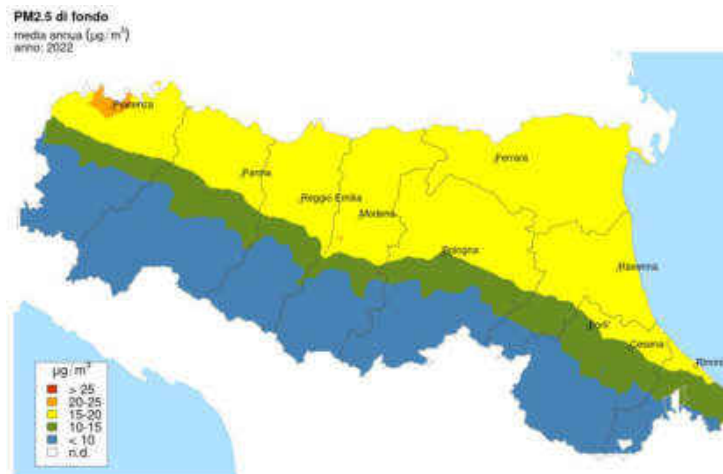 PM2.5 di fondo
media annua (µg/m³)
anno: 2022
Piacenza
Parma
Reggio Emilia
Modena
Ferrara
Bologna
Ravenna
Forlì
Cesena
Rimini
µg/m³
> 25
20-25
15-20
10-15
< 10
n.d.